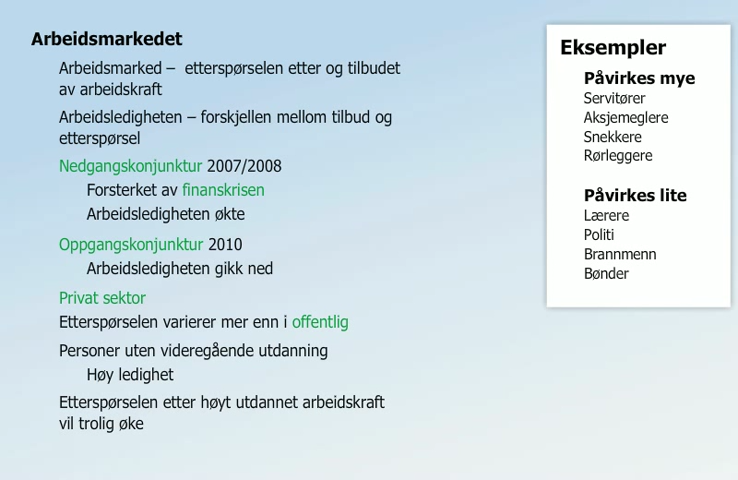 Arbeidsmarkedet
Arbeidsmarked – etterspørselen etter og tilbudet
av arbeidskraft
Arbeidsledigheten – forskjellen mellom tilbud og
etterspørsel
Nedgangskonjunktur 2007/2008
Forsterket av finanskrisen
Arbeidsledigheten økte
Oppgangskonjunktur 2010
Arbeidsledigheten gikk ned
Privat sektor
Etterspørselen varierer mer enn i offentlig
Personer uten videregående utdanning
Høy ledighet
Etterspørselen etter høyt utdannet arbeidskraft
vil trolig øke
Eksempler
Påvirkes mye
Servitører
Aksjemeglere
Snekkere
Rørleggere
Påvirkes lite
Lærere
Politi
Brannmenn
Bønder